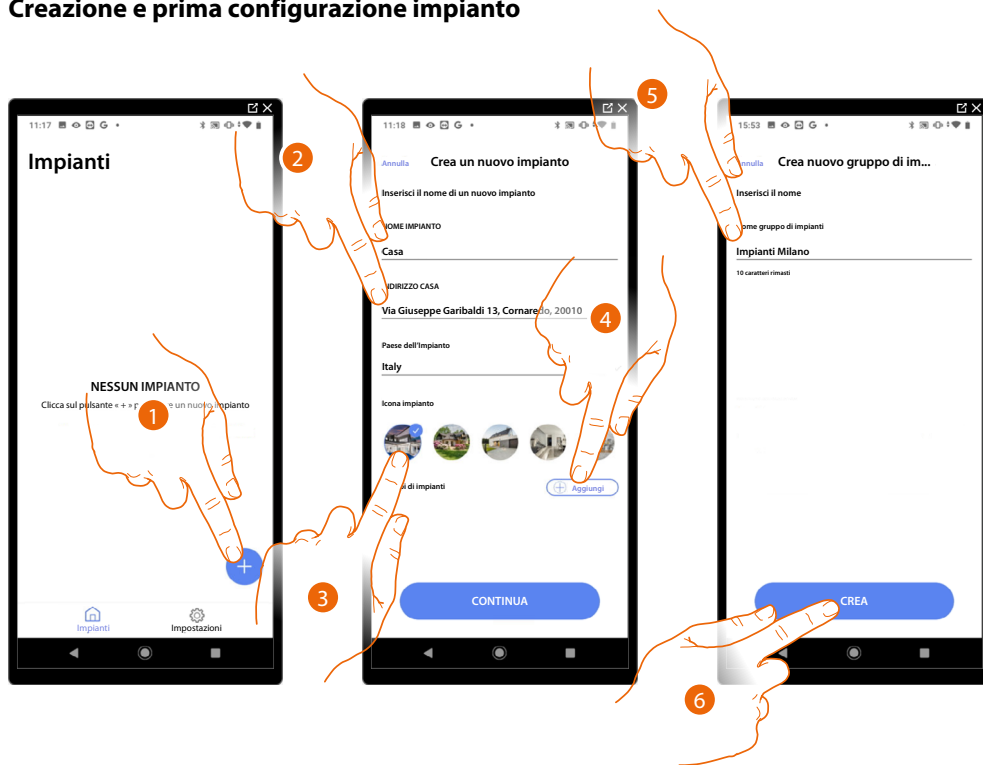 Creazione e prima configurazione impianto
11:17
Impianti
NESSUN IMPIANTO
Clicca sul pulsante « + » p e un nuovo impianto
1
Impianti
Impostazioni
2
11:18
Annulla
Crea un nuovo impianto
Inserisci il nome di un nuovo impianto
NOME IMPIANTO
Casa
DIRIZZO CASA
Via Giuseppe Garibaldi 13, Cornaredo, 20010
Paese dell'Impianto
Italy
Icona impianto
pi di impianti
Aggiungi
CONTINUA
3
4
5
15:53
nnulla
Crea nuovo gruppo di im...
Inserisci il nome
ome gruppo di impianti
Impianti Milano
10 caratteri rimasti
CREA
6